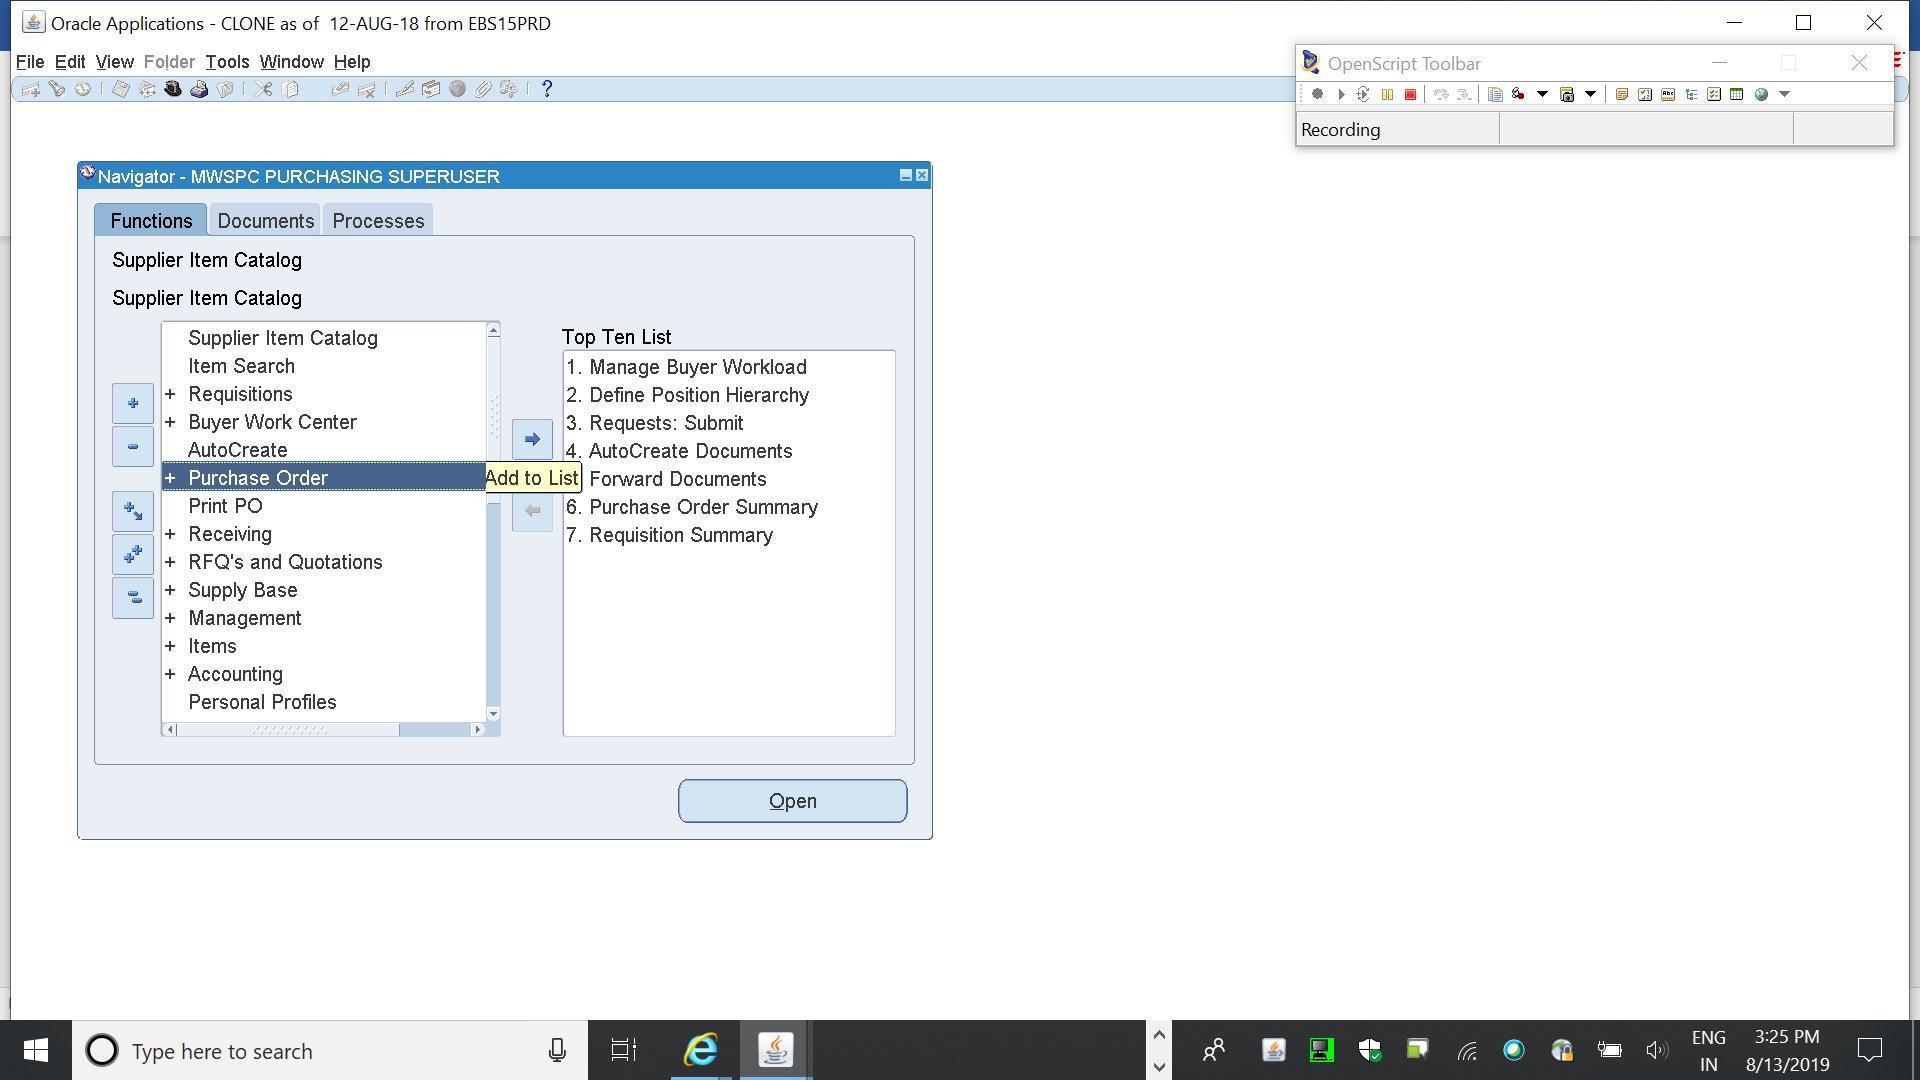 Oracle Applications - CLONE as of 12-AUG-18 from EBS15PRD
File Edit View Folder Tools Window Help
OpenScript Toolbar
Recording
Navigator - MWSPC PURCHASING SUPERUSER
Functions Documents Processes
Supplier Item Catalog
Supplier Item Catalog
Supplier Item Catalog
Item Search
+ Requisitions
+ Buyer Work Center
AutoCreate
+ Purchase Order
Print PO
+ Receiving
+ RFQ's and Quotations
+ Supply Base
+ Management
+ Items
+ Accounting
Personal Profiles
Add to List
Top Ten List
1. Manage Buyer Workload
2. Define Position Hierarchy
3. Requests: Submit
4. AutoCreate Documents
Forward Documents
6. Purchase Order Summary
7. Requisition Summary
Open
Type here to search
ENG
IN
3:25 PM
8/13/2019